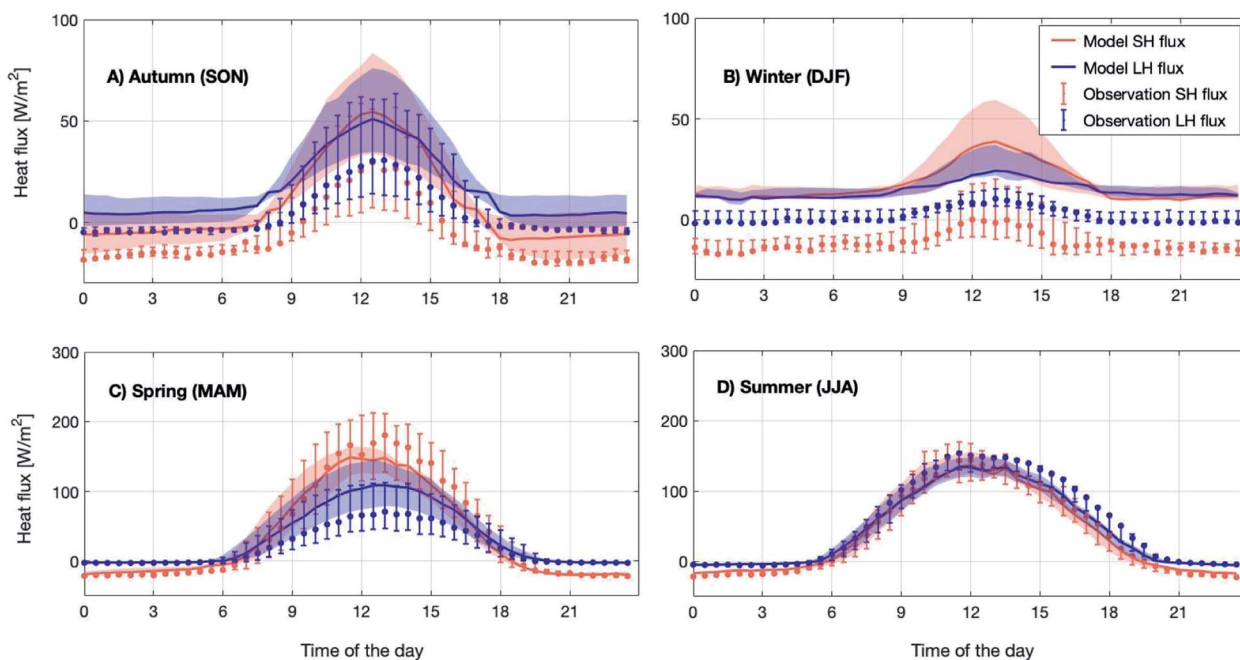 A) Autumn (SON)
Heat flux [W/m²]
100
50
0
0 3 6 9 12 15 18 21
B) Winter (DJF)
100
50
0
0 3 6 9 12 15 18 21
Model SH flux
Model LH flux
Observation SH flux
Observation LH flux
C) Spring (MAM)
Heat flux [W/m²]
300
200
100
0
0 3 6 9 12 15 18 21
Time of the day
D) Summer (JJA)
300
200
100
0
0 3 6 9 12 15 18 21
Time of the day